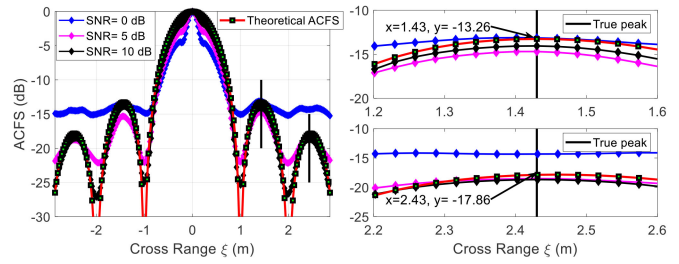 SNR= 0 dB
SNR= 5 dB
SNR= 10 dB
Theoretical ACFS
0
-5
-10
-15
-20
-25
-30
ACFS (dB)
-2 -1 0 1 2
Cross Range ξ (m)
x=1.43, y= -13.26
True peak
-10
-15
-20
1.2 1.3 1.4 1.5 1.6
True peak
-10
-15
-20
-25
x=2.43, y= -17.86
2.2 2.3 2.4 2.5 2.6
Cross Range ξ (m)